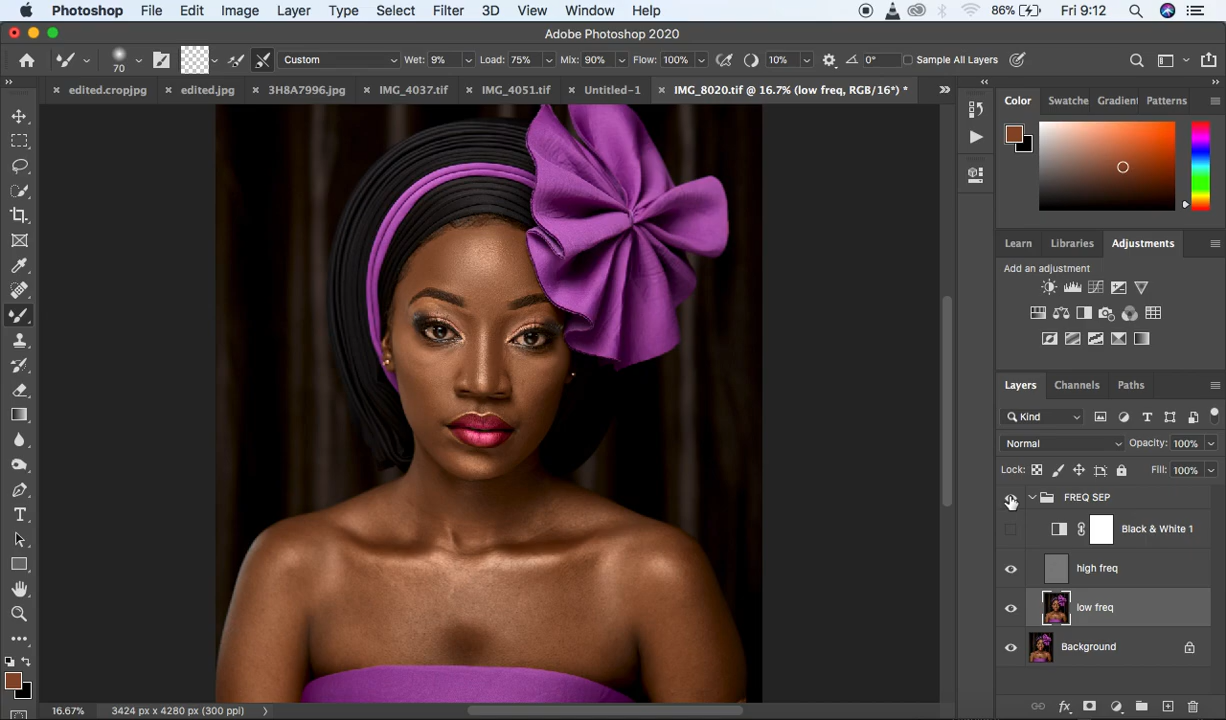 Photoshop File Edit Image Layer Type Select Filter 3D View Window Help 86% Fri 9:12
Adobe Photoshop 2020
70 Custom Wet: 9% Load: 75% Mix: 90% Flow: 100% 10% 0° Sample All Layers
edited.cropjpg edited.jpg 3H8A7996.jpg IMG_4037.tif IMG_4051.tif Untitled-1 IMG_8020.tif @ 16.7% (low freq, RGB/16*) *
Color Swatche Gradient Patterns
Learn Libraries Adjustments
Add an adjustment
Layers Channels Paths
Kind
Normal Opacity: 100%
Lock: Fill: 100%
FREQ SEP
Black & White 1
high freq
low freq
Background
16.67% 3424 px x 4280 px (300 ppi)